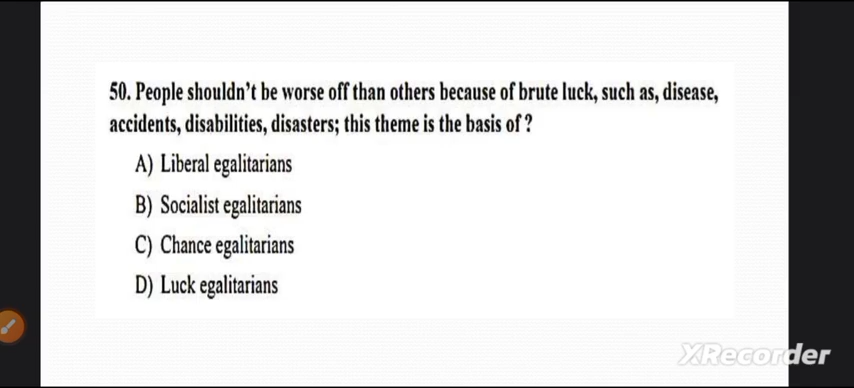 50. People shouldn't be worse off than others because of brute luck, such as, disease,
accidents, disabilities, disasters; this theme is the basis of ?
A) Liberal egalitarians
B) Socialist egalitarians
C) Chance egalitarians
D) Luck egalitarians
XRecorder